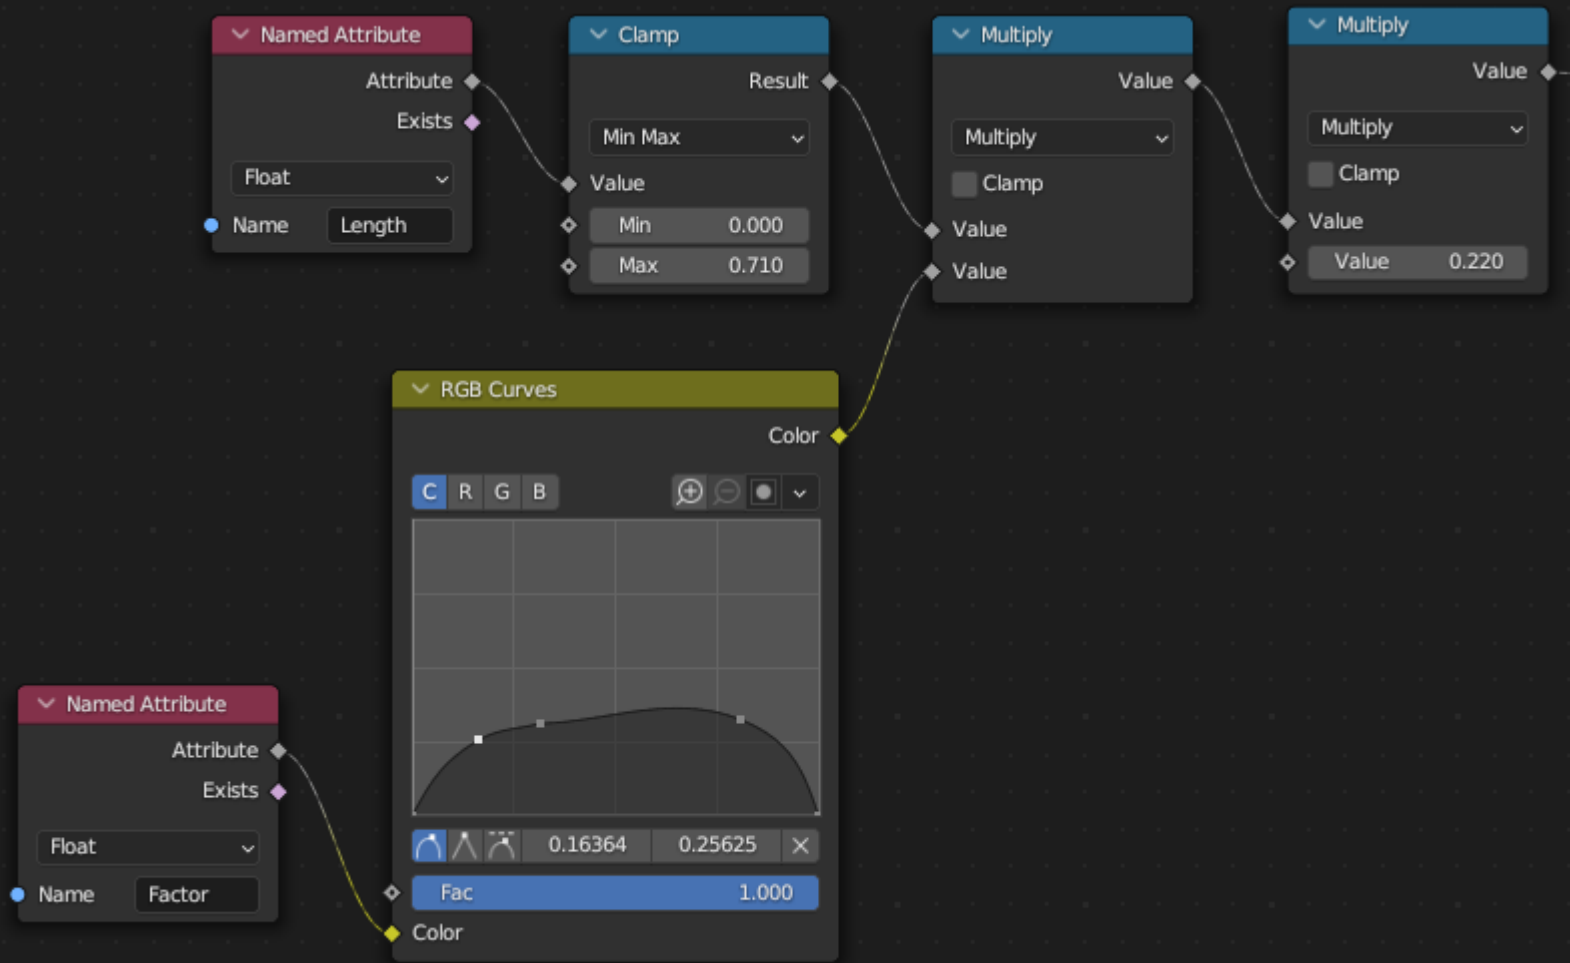 Named Attribute
Attribute
Exists
Float
Name Length
Clamp
Result
Min Max
Value
Min 0.000
Max 0.710
Multiply
Value
Multiply
Clamp
Value
Value
Multiply
Value
Multiply
Clamp
Value
Value 0.220
RGB Curves
Color
C R G B
0.16364 0.25625
Fac 1.000
Color
Named Attribute
Attribute
Exists
Float
Name Factor